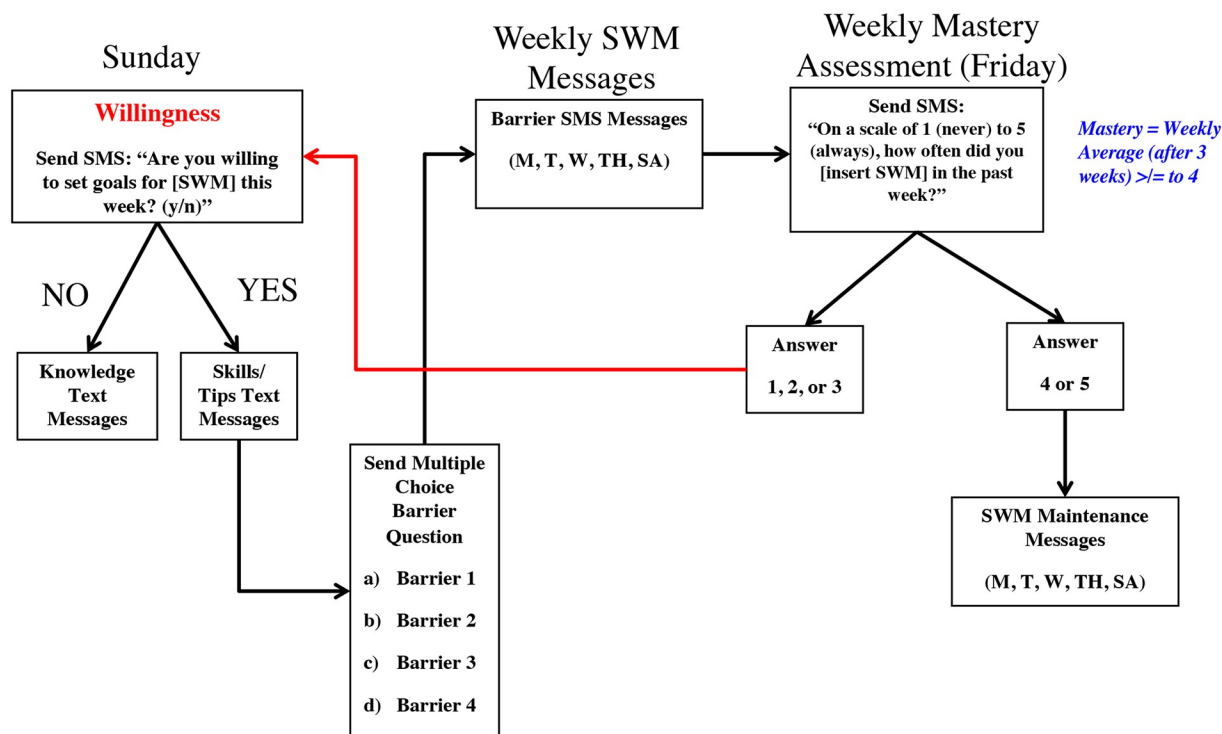 Sunday
Willingness
Send SMS: “Are you willing
to set goals for [SWM] this
week? (y/n)”
NO
YES
Knowledge
Text
Messages
Skills/
Tips Text
Messages
Send Multiple
Choice
Barrier
Question
a) Barrier 1
b) Barrier 2
c) Barrier 3
d) Barrier 4
Weekly SWM
Messages
Barrier SMS Messages
(M, T, W, TH, SA)
Weekly Mastery
Assessment (Friday)
Send SMS:
“On a scale of 1 (never) to 5
(always), how often did you
[insert SWM] in the past
week?”
Mastery = Weekly
Average (after 3
weeks) >/= to 4
Answer
1, 2, or 3
Answer
4 or 5
SWM Maintenance
Messages
(M, T, W, TH, SA)